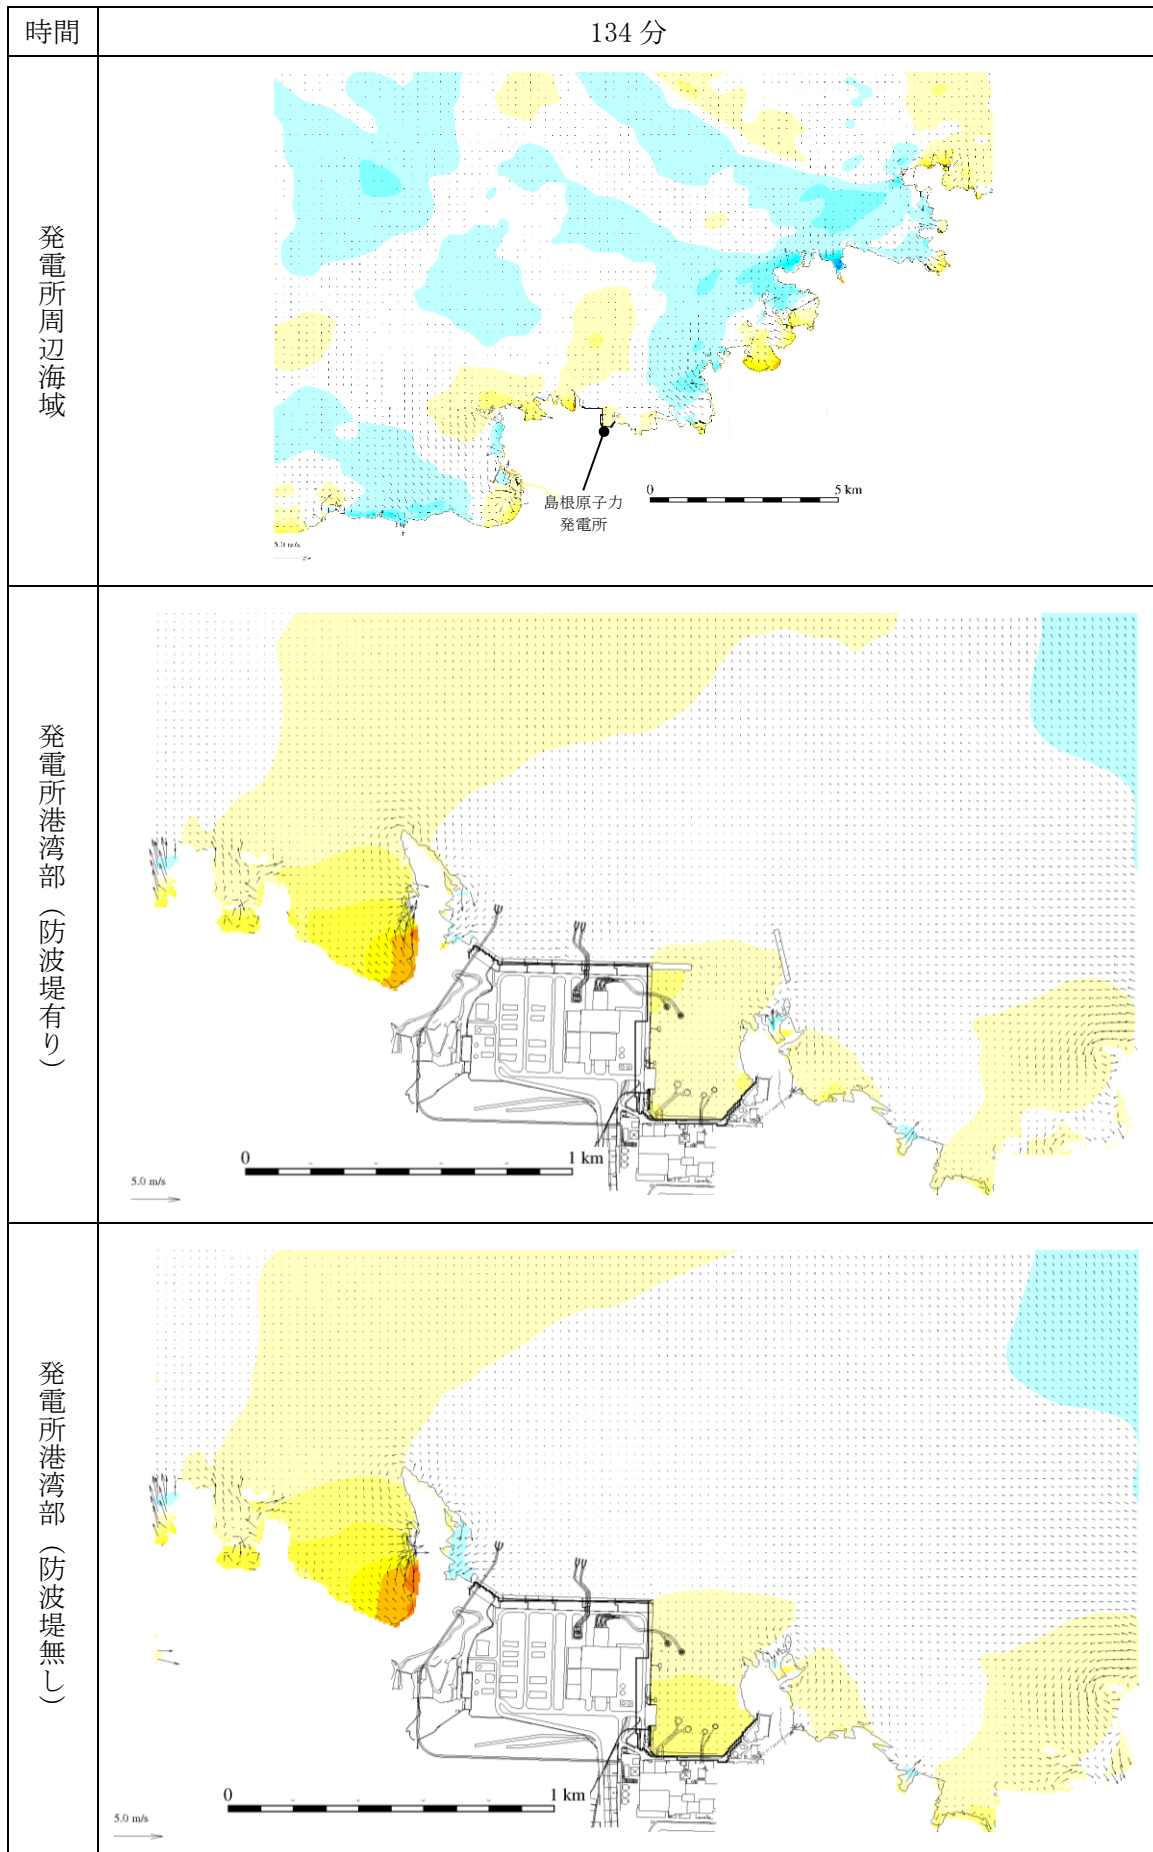 時間
134 分
発電所周辺海域
島根原子力
発電所
0
5 km
5.0 m/s
発電所港湾部（防波堤有り）
0
1 km
5.0 m/s
発電所港湾部（防波堤無し）
0
1 km
5.0 m/s